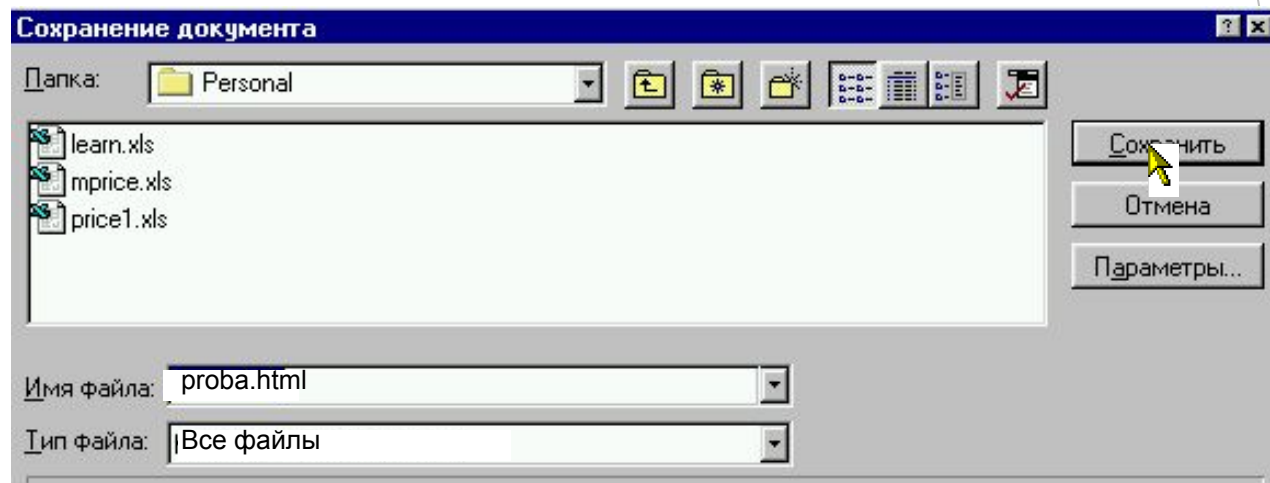 Сохранение документа
Папка: Personal
learn.xls
mprice.xls
price1.xls
Сохранить
Отмена
Параметры...
Имя файла: proba.html
Тип файла: Все файлы